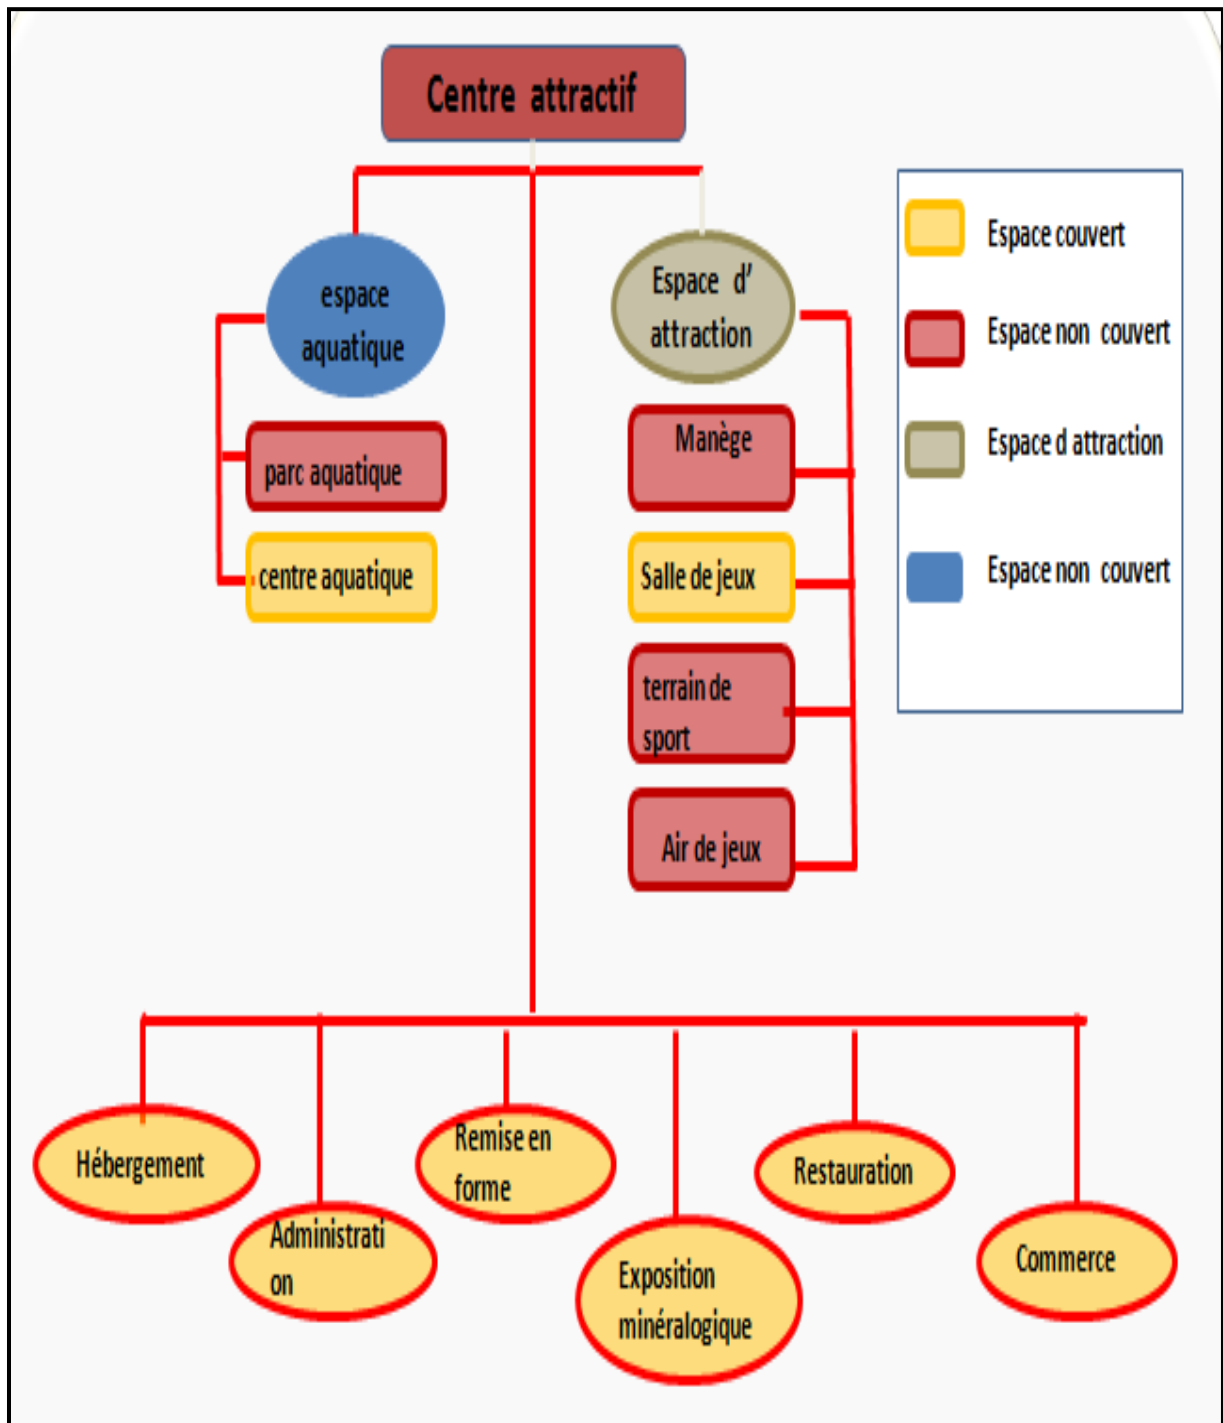 Centre attractif
espace
aquatique
parc aquatique
centre aquatique
Espace d’
attraction
Manège
Salle de jeux
terrain de
sport
Air de jeux
Espace couvert
Espace non couvert
Espace d attraction
Espace non couvert
Hébergement
Administrati
on
Remise en
forme
Exposition
minéralogique
Restauration
Commerce